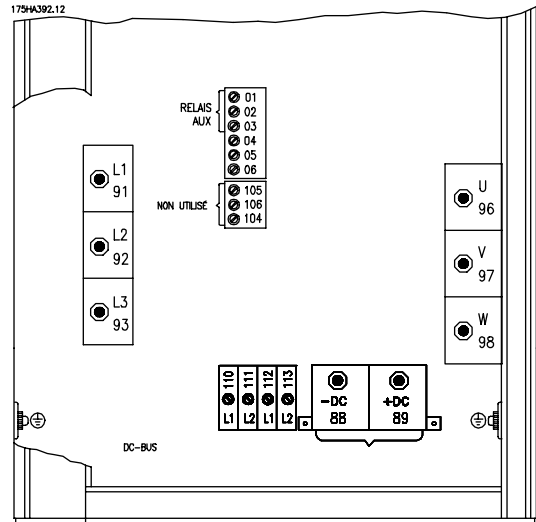 175HA392.12
RELAIS
AUX
01
02
03
04
05
06
NON UTILISÉ
105
106
104
L1
91
L2
92
L3
93
U
96
V
97
W
98
110 111 112 113
L1 L2 L1 L2
-DC +DC
88 89
DC-BUS